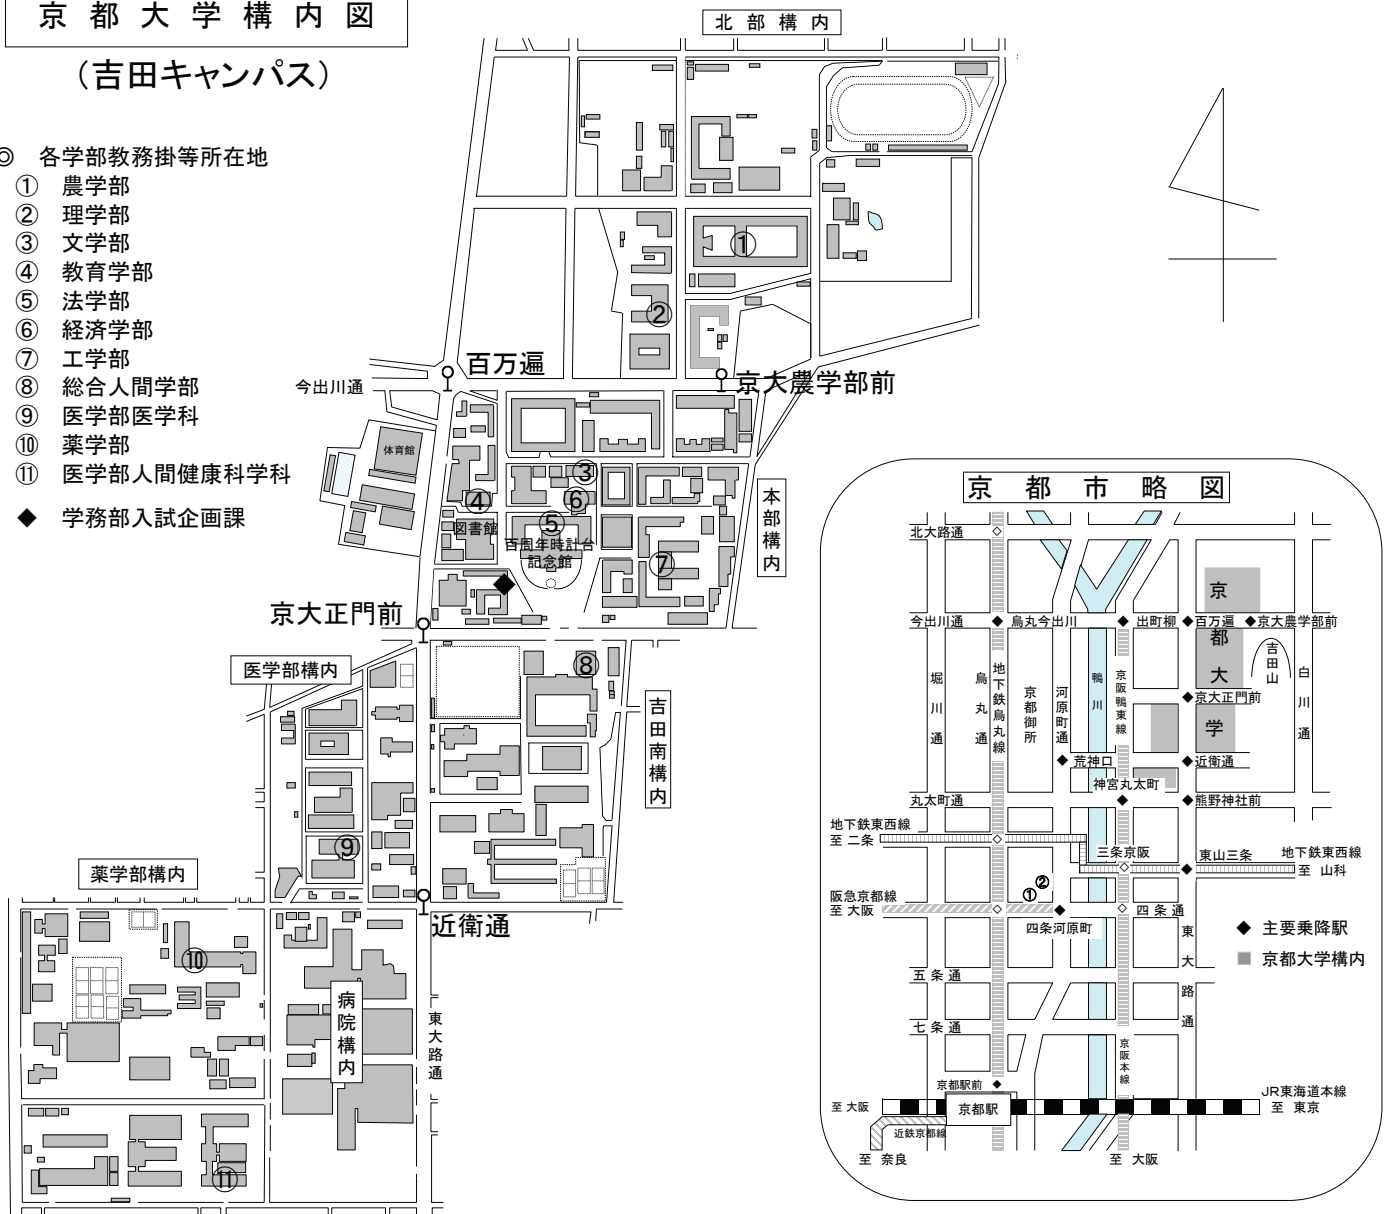 京都大学構内図
（吉田キャンパス）
◎ 各学部教務掛等所在地
① 農学部
② 理学部
③ 文学部
④ 教育学部
⑤ 法学部
⑥ 経済学部
⑦ 工学部
⑧ 総合人間学部
⑨ 医学部医学科
⑩ 薬学部
⑪ 医学部人間健康科学科
◆ 学務部入試企画課
北部構内
①
②
百万遍
京大農学部前
今出川通
体育館
③
④
⑥
⑤
図書館
百周年時計台
記念館
⑦
本部構内
京大正門前
医学部構内
⑧
吉田南構内
⑨
薬学部構内
近衛通
⑩
病院構内
東大路通
⑪
京都市略図
北大路通
京都大学
今出川通
烏丸今出川
出町柳
百万遍
京大農学部前
吉田山
堀川通
烏丸通
地下鉄烏丸線
京都御所
河原町通
鴨川
京阪鴨東線
白川通
京大正門前
荒神口
近衛通
神宮丸太町
丸太町通
熊野神社前
地下鉄東西線
至 二条
三条京阪
東山三条
地下鉄東西線
至 山科
②
①
阪急京都線
至 大阪
四条通
四条河原町
東大路通
◆ 主要乗降駅
■ 京都大学構内
五条通
七条通
京阪本線
京都駅前
JR東海道本線
至 大阪
京都駅
至 東京
近鉄京都線
至 奈良
至 大阪